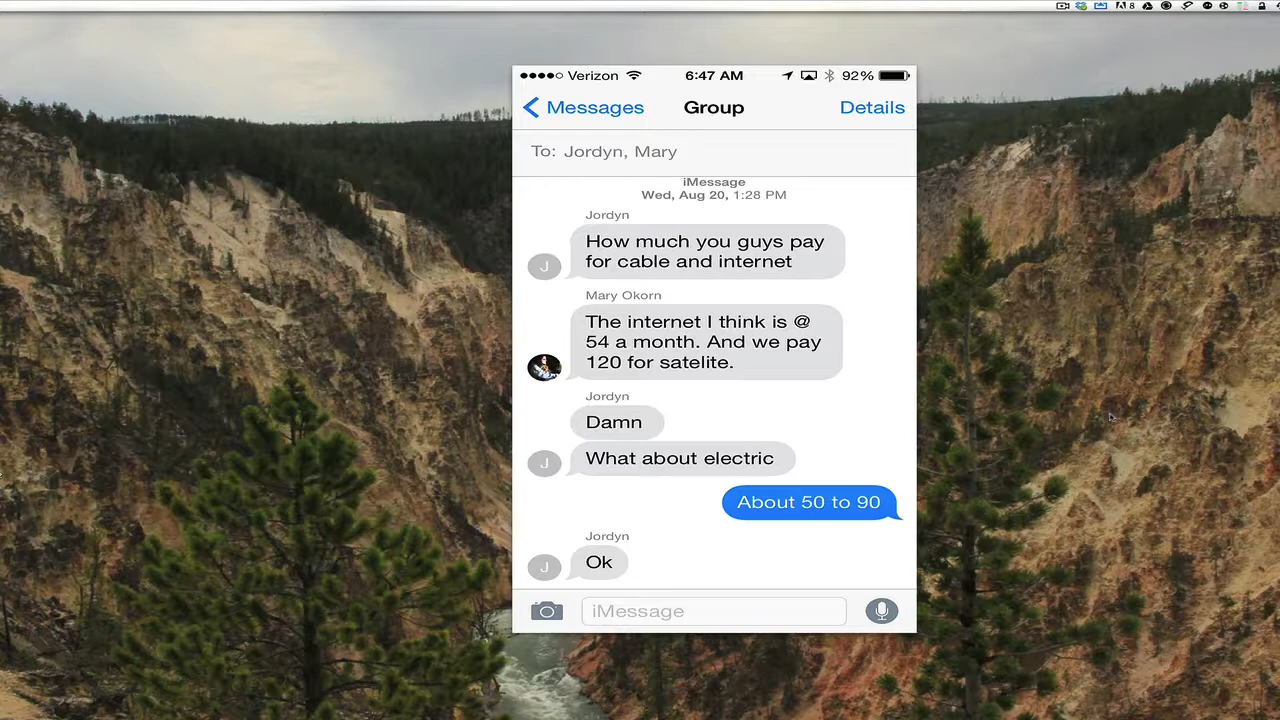 8
Verizon 6:47 AM 92%
Messages Group Details
To: Jordyn, Mary
iMessage
Wed, Aug 20, 1:28 PM
Jordyn
How much you guys pay
for cable and internet
J
Mary Okorn
The internet I think is @
54 a month. And we pay
120 for satelite.
Jordyn
Damn
What about electric
J
About 50 to 90
Jordyn
Ok
J
iMessage